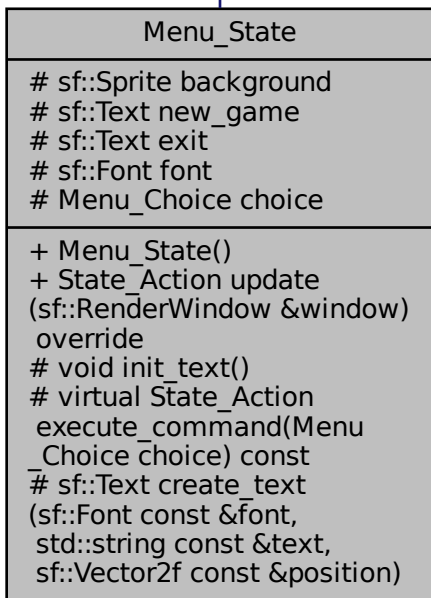 Menu_State
# sf::Sprite background
# sf::Text new_game
# sf::Text exit
# sf::Font font
# Menu_Choice choice
+ Menu_State()
+ State_Action update
(sf::RenderWindow &window)
override
# void init_text()
# virtual State_Action
execute_command(Menu
_Choice choice) const
# sf::Text create_text
(sf::Font const &font,
std::string const &text,
sf::Vector2f const &position)